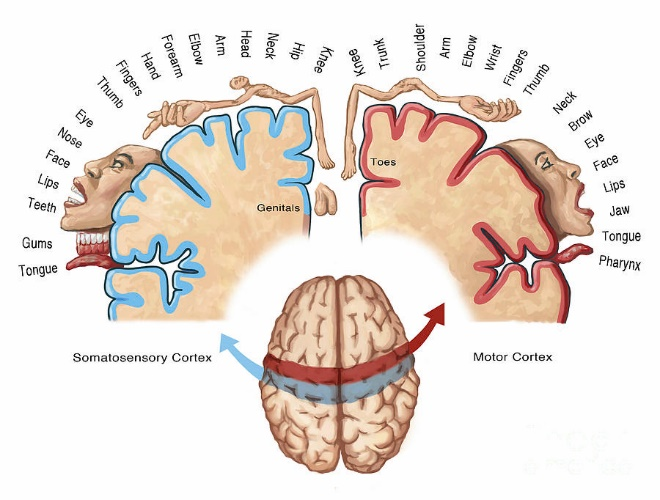 Tongue
Gums
Teeth
Lips
Face
Nose
Eye
Thumb
Fingers
Hand
Forearm
Elbow
Arm
Head
Neck
Hip
Knee
Genitals
Somatosensory Cortex
Knee
Trunk
Shoulder
Arm
Elbow
Wrist
Fingers
Thumb
Neck
Brow
Eye
Face
Lips
Jaw
Tongue
Pharynx
Toes
Motor Cortex